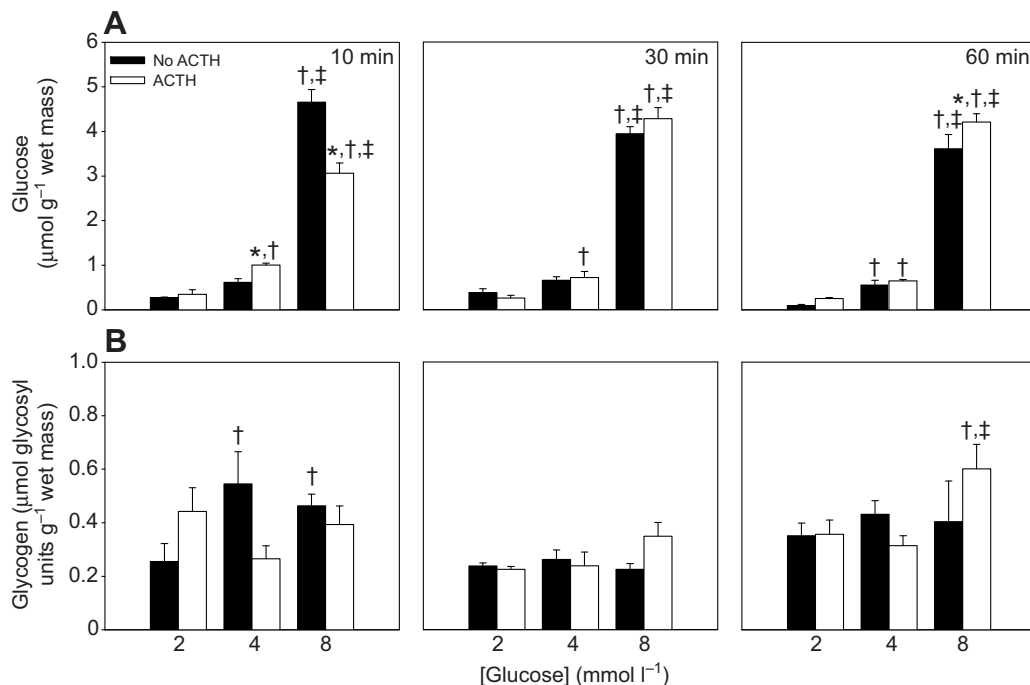 A
Glucose
(μmol g⁻¹ wet mass)
6
5
4
3
2
1
0
No ACTH
ACTH
10 min
†,‡
*,†,‡
*,†
30 min
†,‡
†,‡
†
60 min
*,†,‡
†,‡
†
†
B
Glycogen (μmol glycosyl
units g⁻¹ wet mass)
1.0
0.8
0.6
0.4
0.2
0
†
†
†,‡
2 4 8
2 4 8
2 4 8
[Glucose] (mmol l⁻¹)